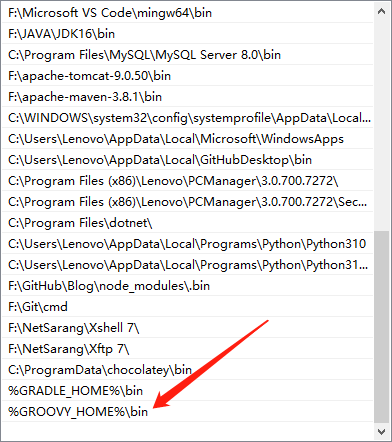 F:\Microsoft VS Code\mingw64\bin
F:\JAVA\JDK16\bin
C:\Program Files\MySQL\MySQL Server 8.0\bin
F:\apache-tomcat-9.0.50\bin
F:\apache-maven-3.8.1\bin
C:\WINDOWS\system32\config\systemprofile\AppData\Local...
C:\Users\Lenovo\AppData\Local\Microsoft\WindowsApps
C:\Users\Lenovo\AppData\Local\GitHubDesktop\bin
C:\Program Files (x86)\Lenovo\PCManager\3.0.700.7272\
C:\Program Files (x86)\Lenovo\PCManager\3.0.700.7272\Sec...
C:\Program Files\dotnet\
C:\Users\Lenovo\AppData\Local\Programs\Python\Python310
C:\Users\Lenovo\AppData\Local\Programs\Python\Python31...
F:\GitHub\Blog\node_modules\.bin
F:\Git\cmd
F:\NetSarang\Xshell 7\
F:\NetSarang\Xftp 7\
C:\ProgramData\chocolatey\bin
%GRADLE_HOME%\bin
%GROOVY_HOME%\bin